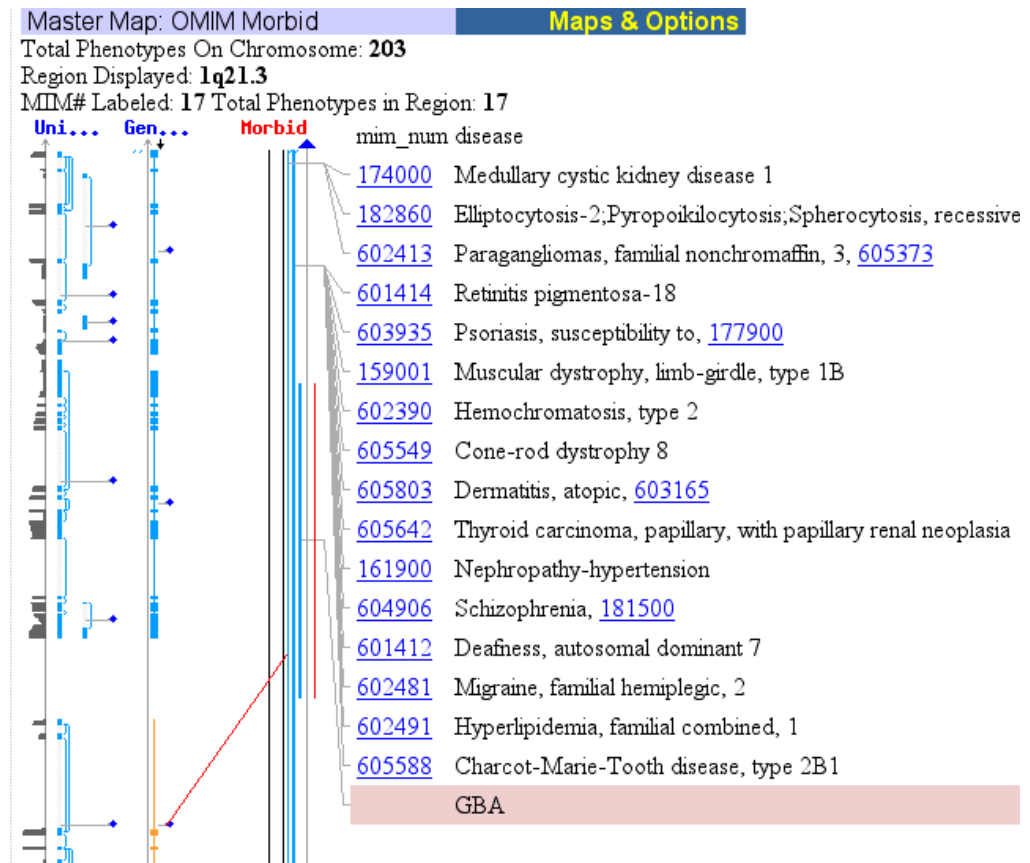 Master Map: OMIM Morbid Maps & Options
Total Phenotypes On Chromosome: 203
Region Displayed: 1q21.3
MIM# Labeled: 17 Total Phenotypes in Region: 17
Uni... Gen... Morbid mim_num disease
174000 Medullary cystic kidney disease 1
182860 Elliptocytosis-2;Pyropoikilocytosis;Spherocytosis, recessive
602413 Paragangliomas, familial nonchromaffin, 3, 605373
601414 Retinitis pigmentosa-18
603935 Psoriasis, susceptibility to, 177900
159001 Muscular dystrophy, limb-girdle, type 1B
602390 Hemochromatosis, type 2
605549 Cone-rod dystrophy 8
605803 Dermatitis, atopic, 603165
605642 Thyroid carcinoma, papillary, with papillary renal neoplasia
161900 Nephropathy-hypertension
604906 Schizophrenia, 181500
601412 Deafness, autosomal dominant 7
602481 Migraine, familial hemiplegic, 2
602491 Hyperlipidemia, familial combined, 1
605588 Charcot-Marie-Tooth disease, type 2B1
GBA